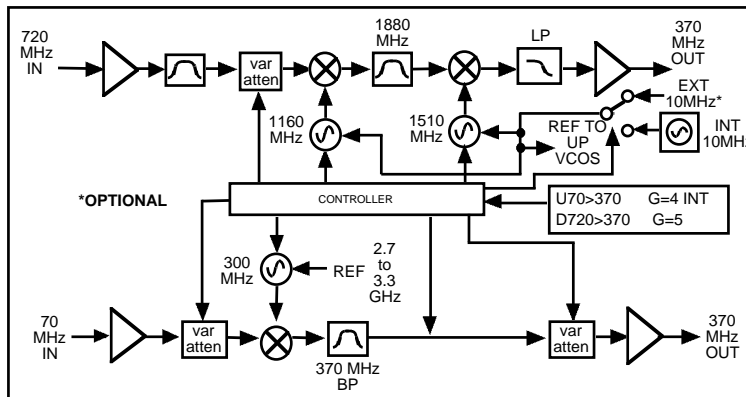 720
MHz
IN
var
atten
1880
MHz
LP
370
MHz
OUT
EXT
10MHz*
INT
10MHz
1160
MHz
1510
MHz
REF TO
UP
VCOS
*OPTIONAL
CONTROLLER
U70>370 G=4 INT
D720>370 G=5
300
MHz
REF
2.7
to
3.3
GHz
70
MHz
IN
var
atten
370 MHz
BP
var
atten
370
MHz
OUT